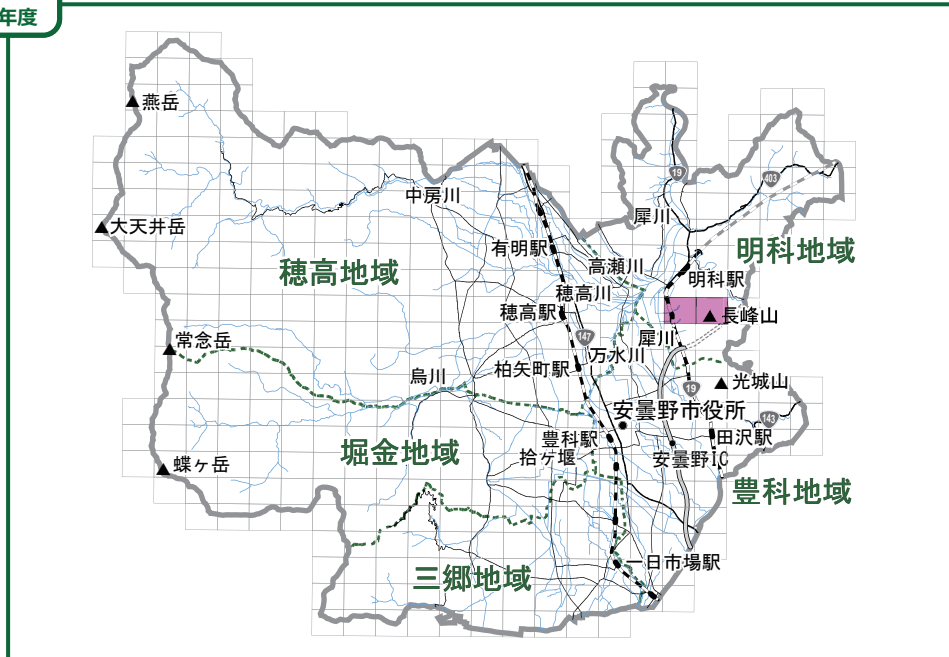 年度
燕岳
19
403
中房川
犀川
大天井岳
有明駅
明科地域
高瀬川
穂高地域
明科駅
穂高川
穂高駅
長峰山
常念岳
147
犀川
万水川
柏矢町駅
烏川
19
光城山
安曇野市役所
143
豊科駅
田沢駅
堀金地域
拾ヶ堰
安曇野IC
蝶ヶ岳
豊科地域
一日市場駅
三郷地域